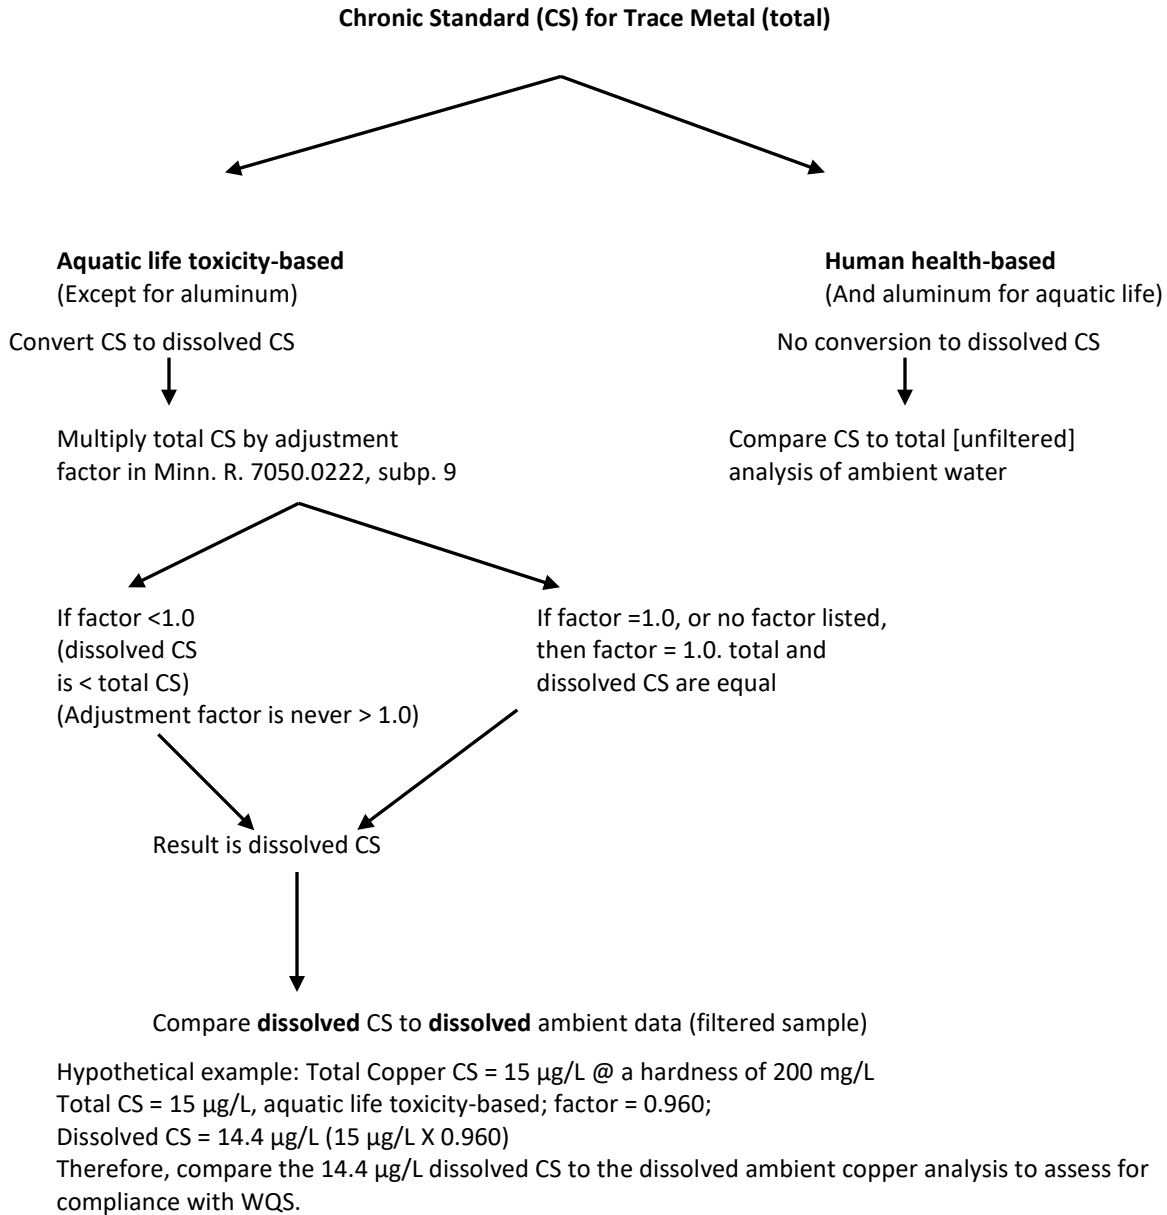 Chronic Standard (CS) for Trace Metal (total)
Aquatic life toxicity-based
(Except for aluminum)
Convert CS to dissolved CS
Multiply total CS by adjustment
factor in Minn. R. 7050.0222, subp. 9
Human health-based
(And aluminum for aquatic life)
No conversion to dissolved CS
Compare CS to total [unfiltered]
analysis of ambient water
If factor <1.0
(dissolved CS
is < total CS)
(Adjustment factor is never > 1.0)
If factor =1.0, or no factor listed,
then factor = 1.0. total and
dissolved CS are equal
Result is dissolved CS
Compare dissolved CS to dissolved ambient data (filtered sample)
Hypothetical example: Total Copper CS = 15 µg/L @ a hardness of 200 mg/L
Total CS = 15 µg/L, aquatic life toxicity-based; factor = 0.960;
Dissolved CS = 14.4 µg/L (15 µg/L X 0.960)
Therefore, compare the 14.4 µg/L dissolved CS to the dissolved ambient copper analysis to assess for
compliance with WQS.